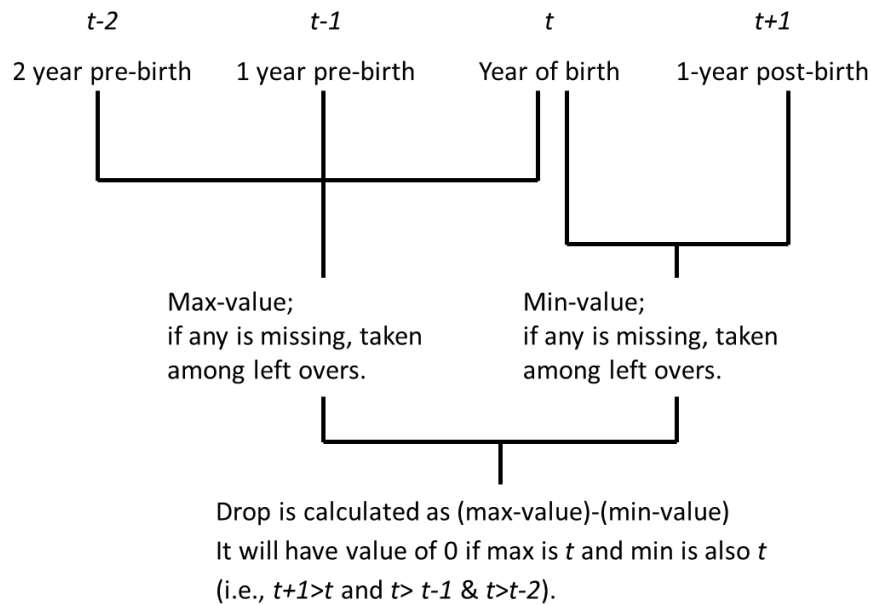 t-2 t-1 t t+1
2 year pre-birth 1 year pre-birth Year of birth 1-year post-birth
Max-value;
if any is missing, taken
among left overs.
Min-value;
if any is missing, taken
among left overs.
Drop is calculated as (max-value)-(min-value)
It will have value of 0 if max is t and min is also t
(i.e., t+1>t and t> t-1 & t>t-2).